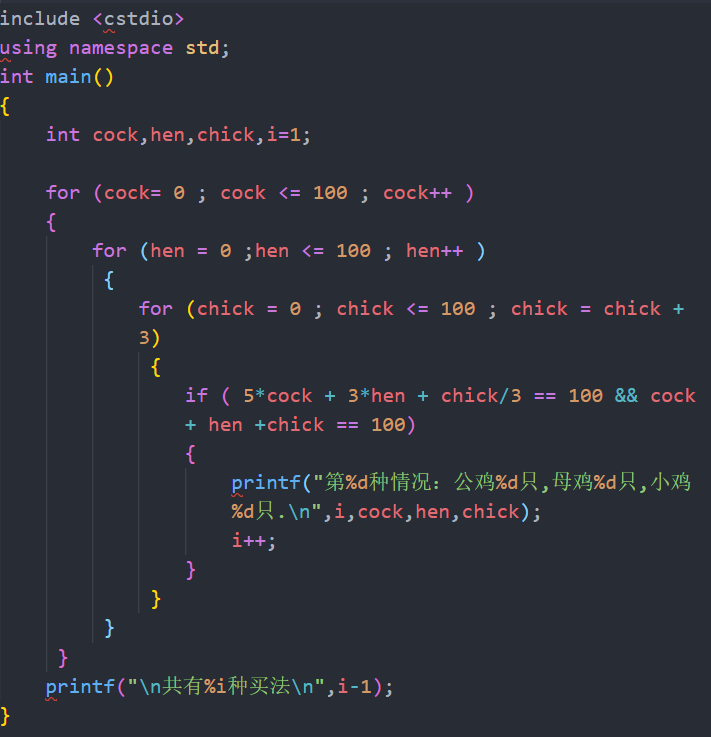 include <cstdio>
using namespace std;
int main()
{
int cock,hen,chick,i=1;
for (cock= 0 ; cock <= 100 ; cock++ )
{
for (hen = 0 ;hen <= 100 ; hen++ )
{
for (chick = 0 ; chick <= 100 ; chick = chick +
3)
{
if ( 5*cock + 3*hen + chick/3 == 100 && cock
+ hen +chick == 100)
{
printf("第%d种情况：公鸡%d只,母鸡%d只,小鸡
%d只.\n",i,cock,hen,chick);
i++;
}
}
}
}
printf("\n共有%i种买法\n",i-1);
}